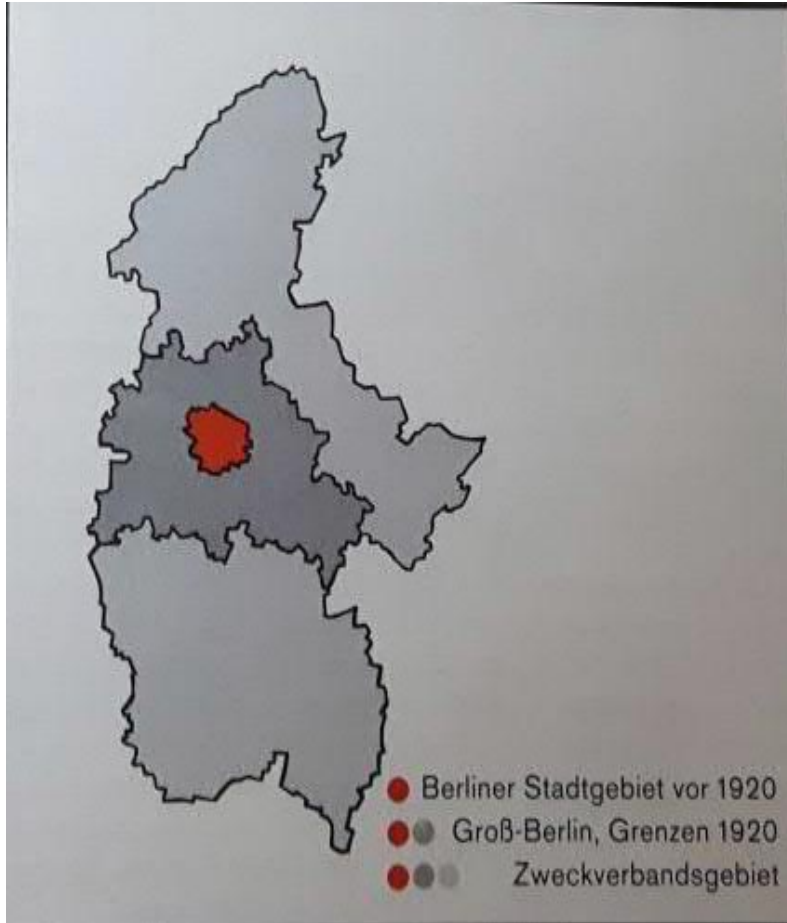 Berliner Stadtgebiet vor 1920
Groß-Berlin, Grenzen 1920
Zweckverbandsgebiet